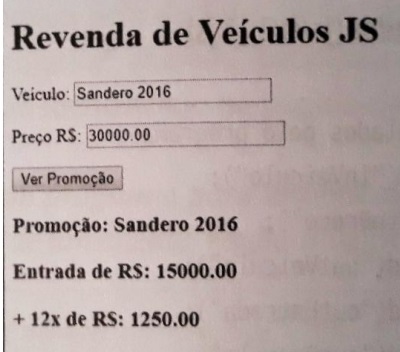 Revenda de Veículos JS
Veículo: Sandero 2016
Preço R$: 30000.00
Ver Promoção
Promoção: Sandero 2016
Entrada de R$: 15000.00
+ 12x de R$: 1250.00